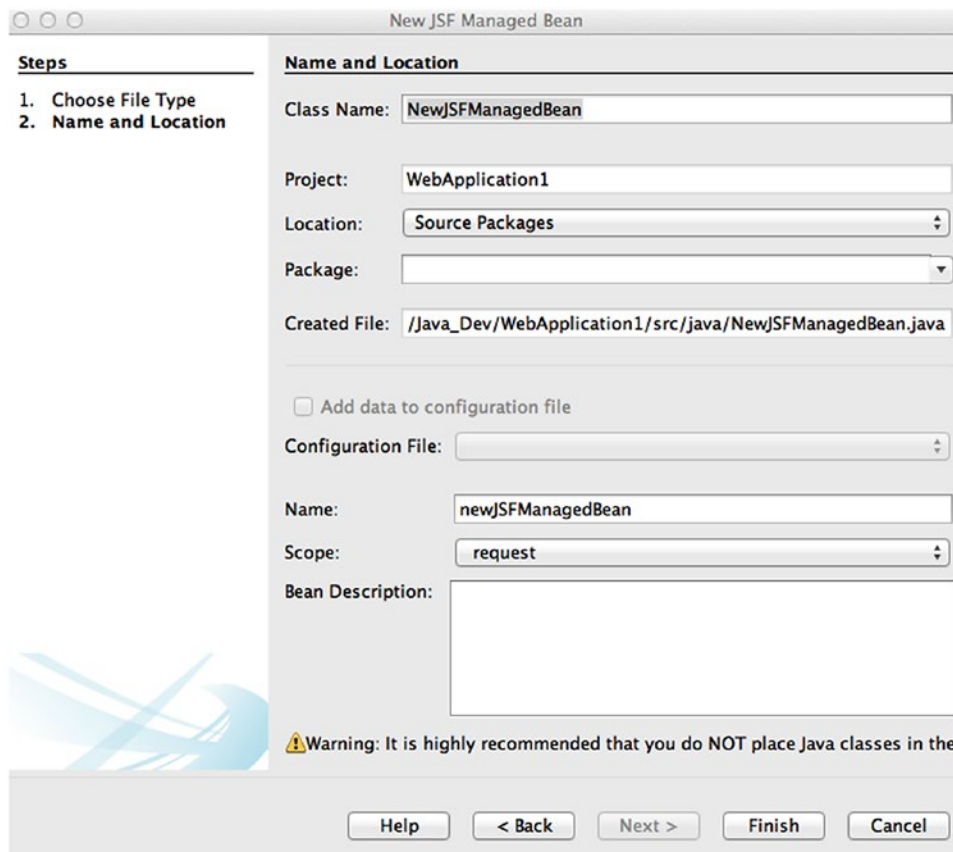 New JSF Managed Bean
Steps
1. Choose File Type
2. Name and Location
Name and Location
Class Name: NewJSFManagedBean
Project: WebApplication1
Location: Source Packages
Package:
Created File: /Java_Dev/WebApplication1/src/java/NewJSFManagedBean.java
Add data to configuration file
Configuration File:
Name: newJSFManagedBean
Scope: request
Bean Description:
Warning: It is highly recommended that you do NOT place Java classes in the
Help < Back Next > Finish Cancel